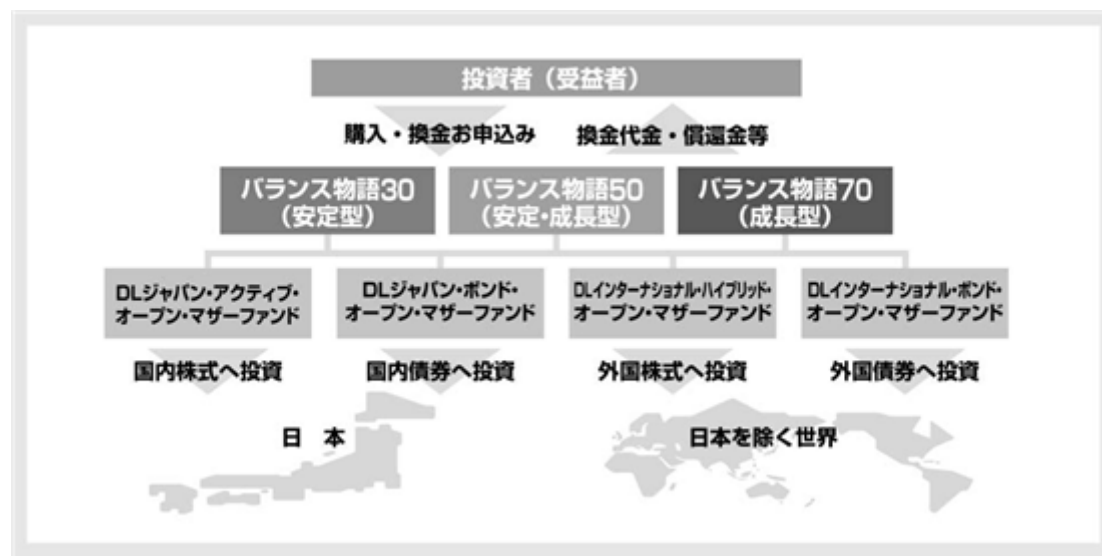 投資者（受益者）
購入・換金お申込み
換金代金・償還金等
バランス物語30
（安定型）
バランス物語50
（安定・成長型）
バランス物語70
（成長型）
DLジャパン・アクティブ・
オープン・マザーファンド
DLジャパン・ボンド・
オープン・マザーファンド
DLインターナショナル・ハイブリッド・
オープン・マザーファンド
DLインターナショナル・ボンド・
オープン・マザーファンド
国内株式へ投資
国内債券へ投資
外国株式へ投資
外国債券へ投資
日　本
日本を除く世界